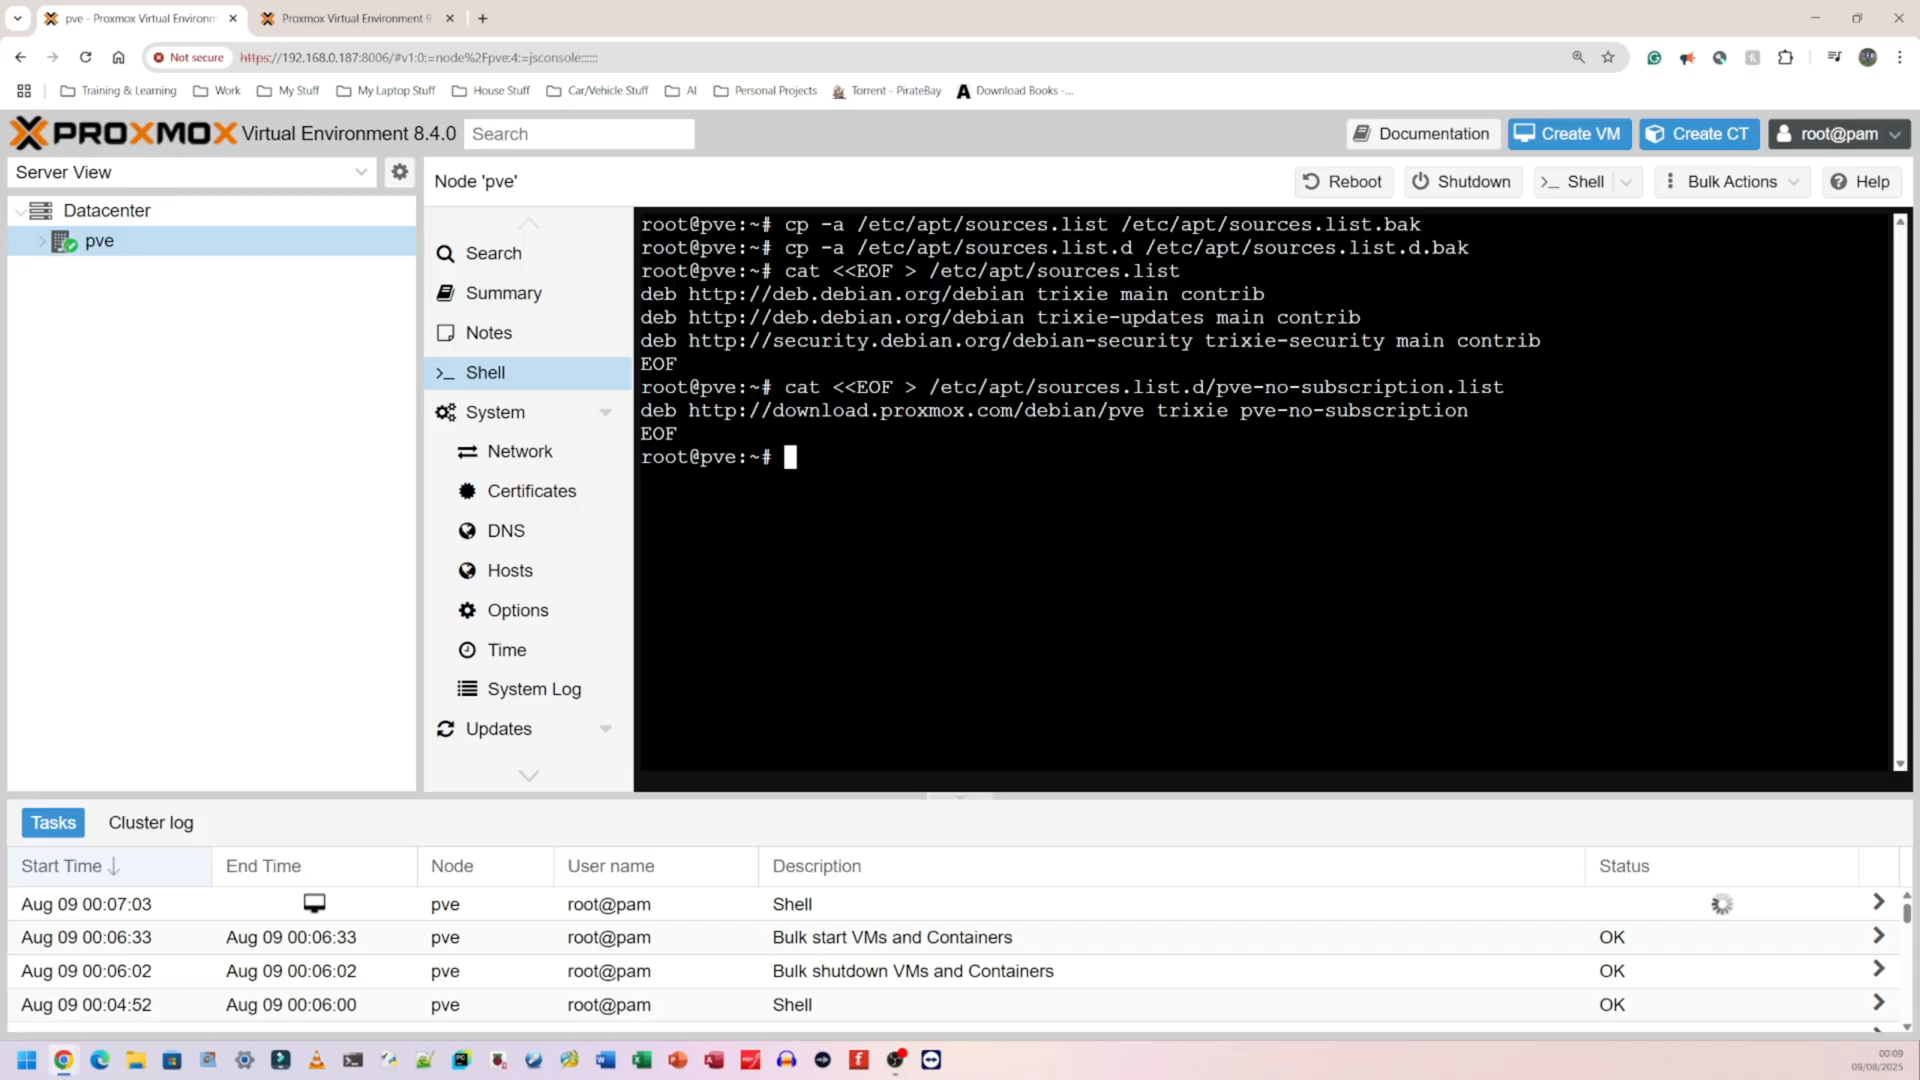 pve - Proxmox Virtual Environm
Proxmox Virtual Environment 9.
Not secure
https://192.168.0.187:8006/#v1:0:=node%2Fpve:4:=jsconsole::::::
Training & Learning
Work
My Stuff
My Laptop Stuff
House Stuff
Car/Vehicle Stuff
AI
Personal Projects
Torrent - PirateBay
Download Books -...
PROXMOX Virtual Environment 8.4.0
Search
Documentation
Create VM
Create CT
root@pam
Server View
Node 'pve'
Reboot
Shutdown
Shell
Bulk Actions
Help
Datacenter
pve
Search
Summary
Notes
Shell
System
Network
Certificates
DNS
Hosts
Options
Time
System Log
Updates
root@pve:~# cp -a /etc/apt/sources.list /etc/apt/sources.list.bak
root@pve:~# cp -a /etc/apt/sources.list.d /etc/apt/sources.list.d.bak
root@pve:~# cat <<EOF > /etc/apt/sources.list
deb http://deb.debian.org/debian trixie main contrib
deb http://deb.debian.org/debian trixie-updates main contrib
deb http://security.debian.org/debian-security trixie-security main contrib
EOF
root@pve:~# cat <<EOF > /etc/apt/sources.list.d/pve-no-subscription.list
deb http://download.proxmox.com/debian/pve trixie pve-no-subscription
EOF
root@pve:~#
Tasks
Cluster log
Start Time
End Time
Node
User name
Description
Status
Aug 09 00:07:03 pve root@pam Shell
Aug 09 00:06:33 Aug 09 00:06:33 pve root@pam Bulk start VMs and Containers OK
Aug 09 00:06:02 Aug 09 00:06:02 pve root@pam Bulk shutdown VMs and Containers OK
Aug 09 00:04:52 Aug 09 00:06:00 pve root@pam Shell OK
00:09
09/08/2025